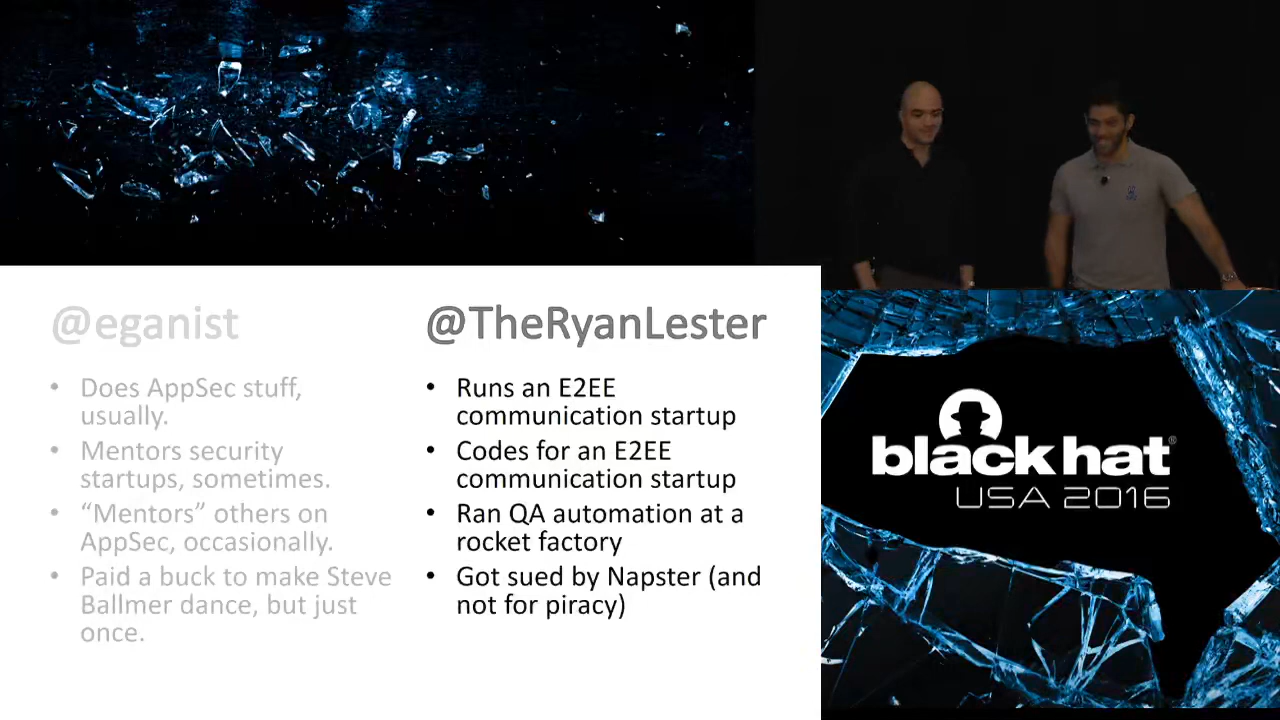 @eganist
• Does AppSec stuff,
usually.
• Mentors security
startups, sometimes.
• “Mentors” others on
AppSec, occasionally.
• Paid a buck to make Steve
Ballmer dance, but just
once.
@TheRyanLester
• Runs an E2EE
communication startup
• Codes for an E2EE
communication startup
• Ran QA automation at a
rocket factory
• Got sued by Napster (and
not for piracy)
black hat®
USA 2016